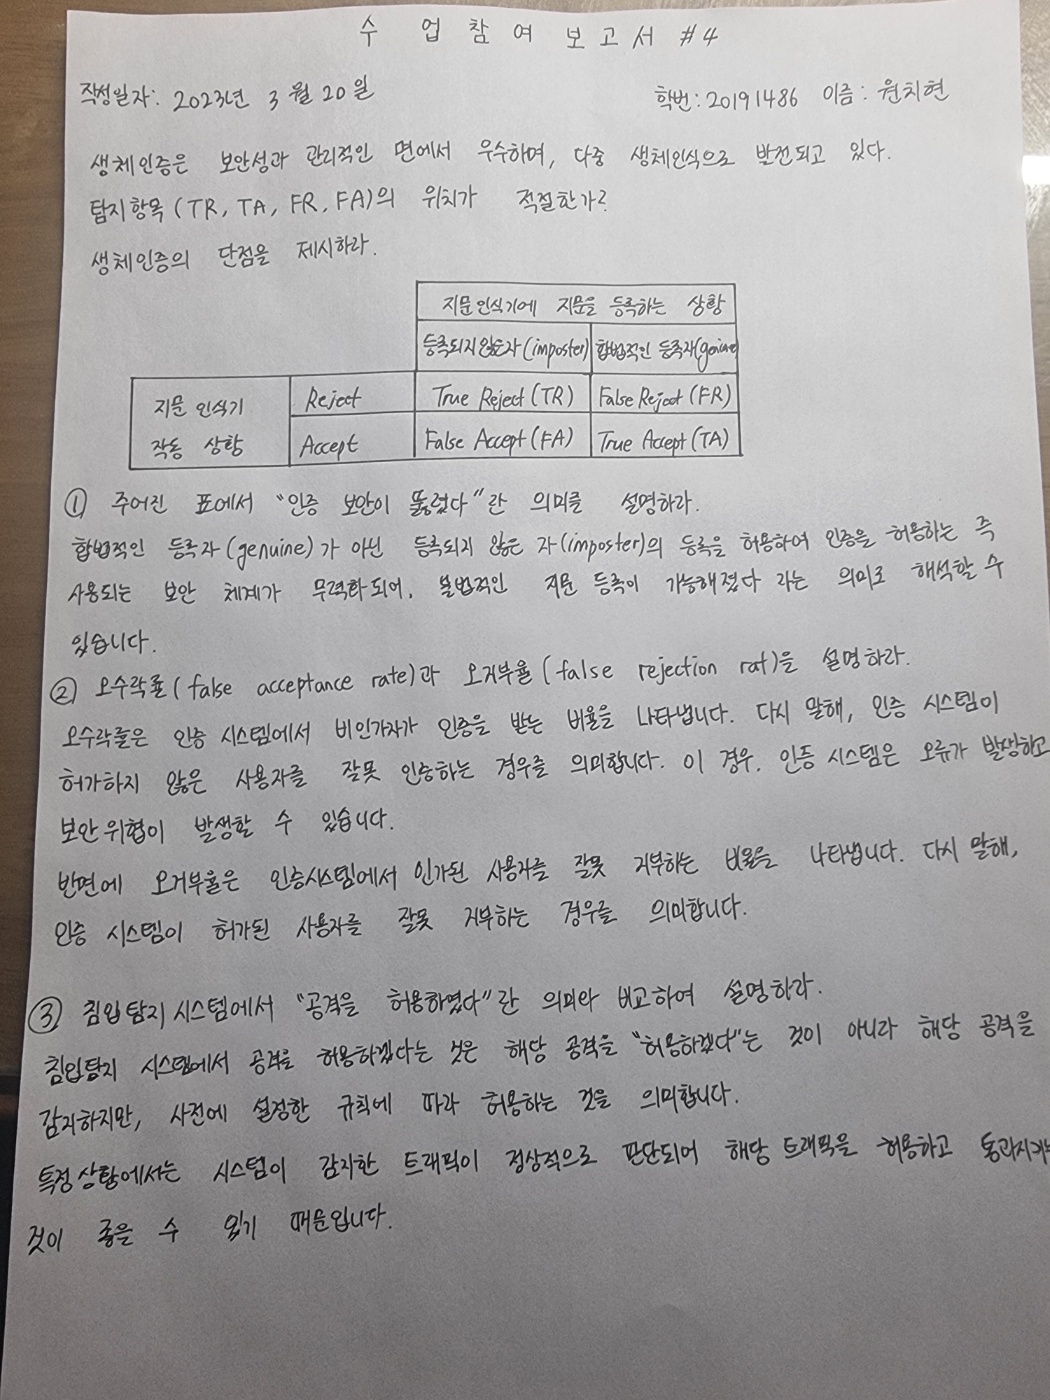 수 업 참 여 보 고 서 #4
작성일자: 2023년 3월 20일 학번: 20191486 이름: 원치현
생체인증은 보안성과 관리적인 면에서 우수하며, 다중 생체인식으로 발전되고 있다.
탐지항목 (TR, TA, FR, FA)의 위치가 적절한가?
생체인증의 단점을 제시하라.
지문인식기에 지문을 등록하는 상황
등록되지않은자(imposter) 합법적인 등록자(genuine)
지문 인식기 작동 상황
Reject True Reject (TR) False Reject (FR)
Accept False Accept (FA) True Accept (TA)
① 주어진 표에서 "인증 보안이 뚫렸다"란 의미를 설명하라.
합법적인 등록자(genuine)가 아닌 등록되지 않은 자(imposter)의 등록을 허용하여 인증을 허용하는 즉
사용되는 보안 체계가 무력화되어, 불법적인 지문 등록이 가능해졌다 라는 의미로 해석할 수
있습니다.
② 오수락률(false acceptance rate)과 오거부율(false rejection rat)을 설명하라.
오수락률은 인증 시스템에서 비인가자가 인증을 받는 비율을 나타냅니다. 다시 말해, 인증 시스템이
허가하지 않은 사용자를 잘못 인증하는 경우를 의미합니다. 이 경우, 인증 시스템은 오류가 발생하고
보안위협이 발생할 수 있습니다.
반면에 오거부율은 인증시스템에서 인가된 사용자를 잘못 거부하는 비율을 나타냅니다. 다시 말해,
인증 시스템이 허가된 사용자를 잘못 거부하는 경우를 의미합니다.
③ 침입탐지 시스템에서 "공격을 허용하였다"란 의미와 비교하여 설명하라.
침입탐지 시스템에서 공격을 허용하겠다는 것은 해당 공격을 "허용하겠다"는 것이 아니라 해당 공격을
감지하지만, 사전에 설정한 규칙에 따라 허용하는 것을 의미합니다.
특정상황에서는 시스템이 감지한 트래픽이 정상적으로 판단되어 해당 트래픽을 허용하고 통과시키는
것이 좋을 수 있기 때문입니다.